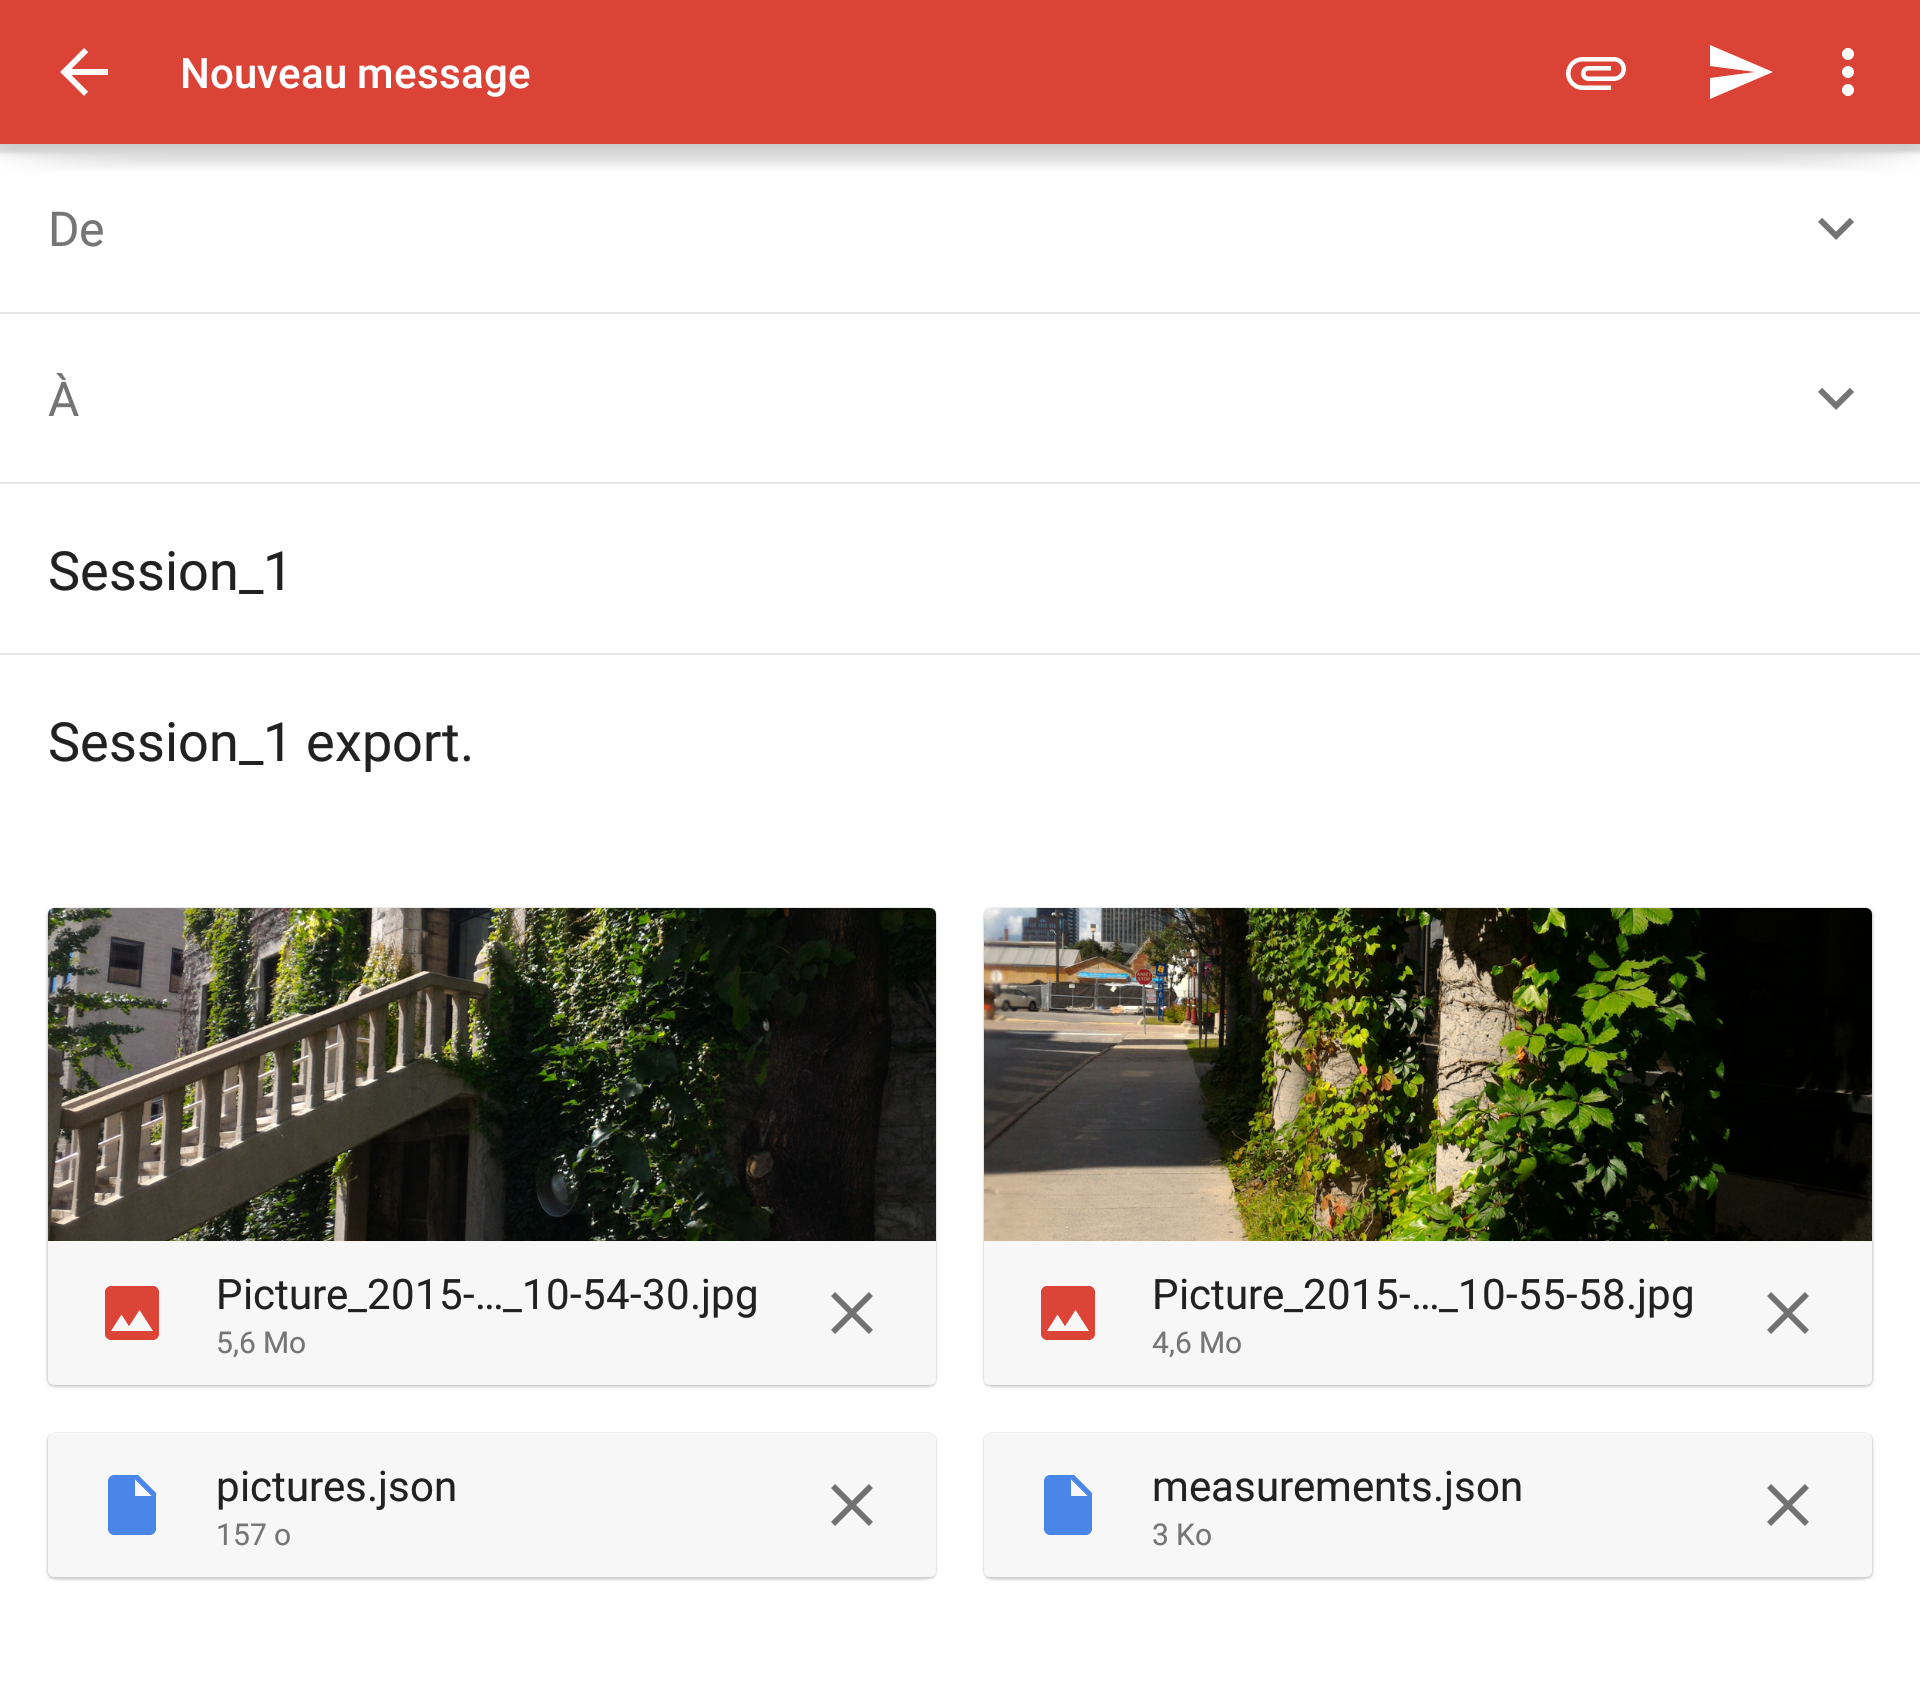 Nouveau message
De
À
Session_1
Session_1 export.
Picture_2015-..._10-54-30.jpg
5,6 Mo
Picture_2015-..._10-55-58.jpg
4,6 Mo
pictures.json
157 o
measurements.json
3 Ko